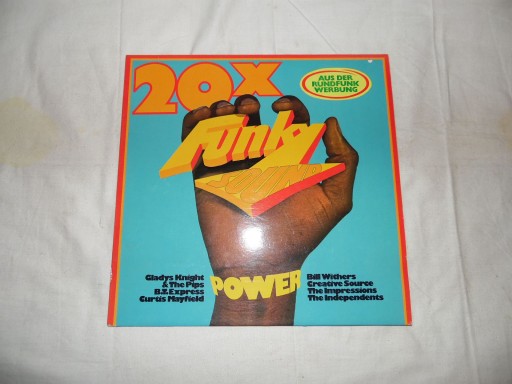 20X
AUS DER
RUNDFUNK
WERBUNG
Funky
SOUND
POWER
Gladys Knight
& The Pips
B.T. Express
Curtis Mayfield
Bill Withers
Creative Source
The Impressions
The Independents